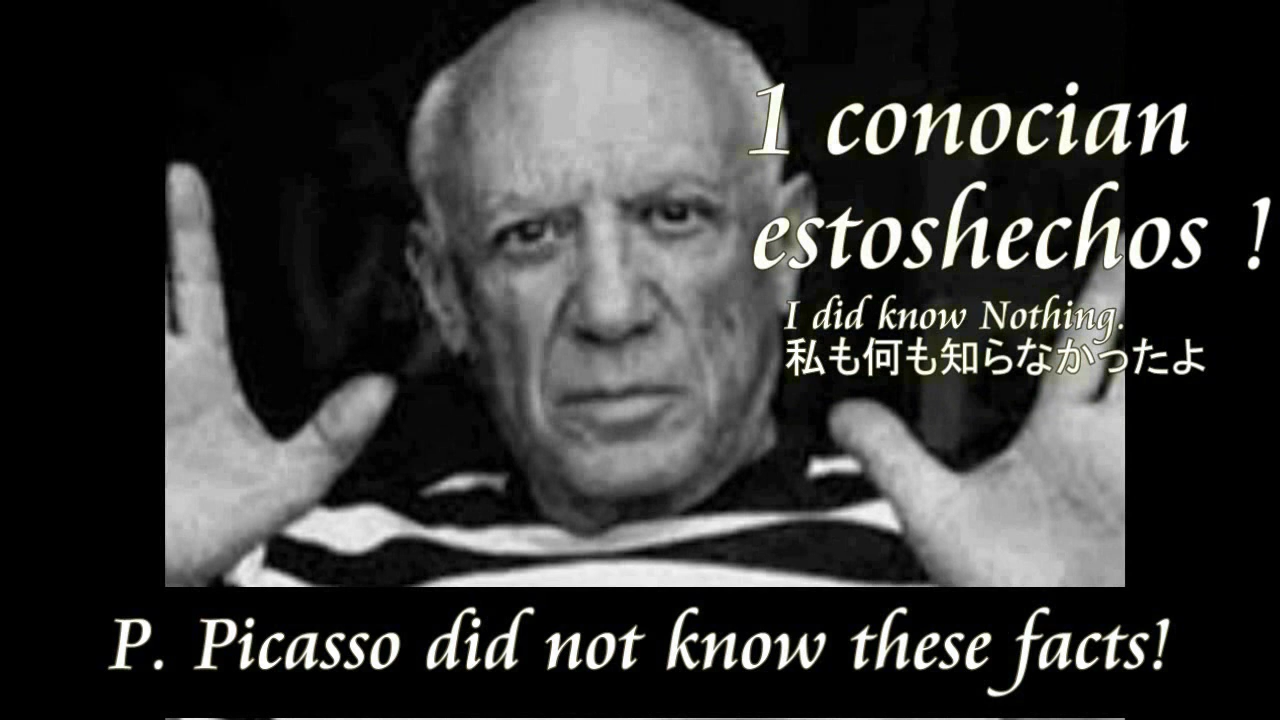 1 conocian
estoshechos !
I did know Nothing.
私も何も知らなかったよ
P. Picasso did not know these facts!